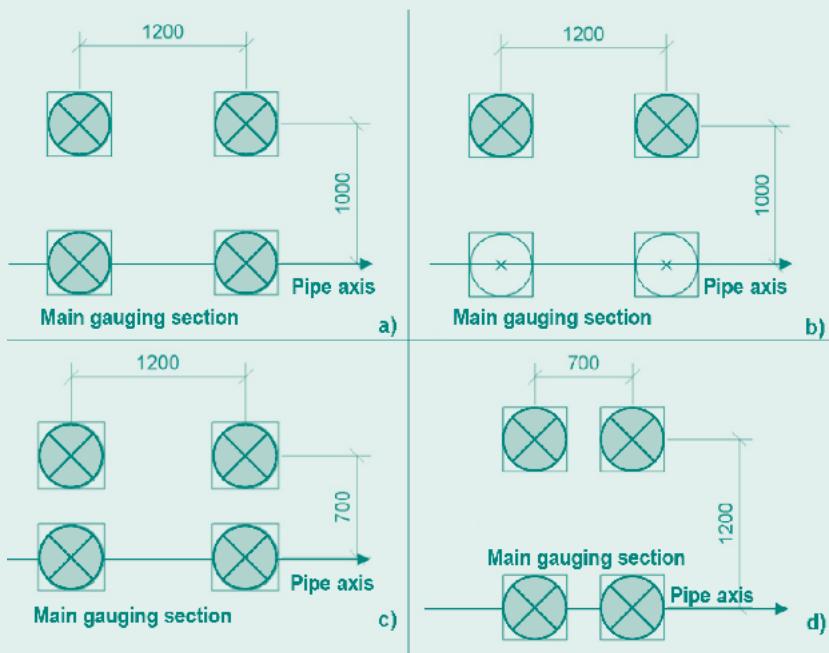 1200
1000
Pipe axis
Main gauging section
a)
1200
1000
Pipe axis
Main gauging section
b)
1200
700
Pipe axis
Main gauging section
c)
700
1200
Main gauging section
Pipe axis
d)